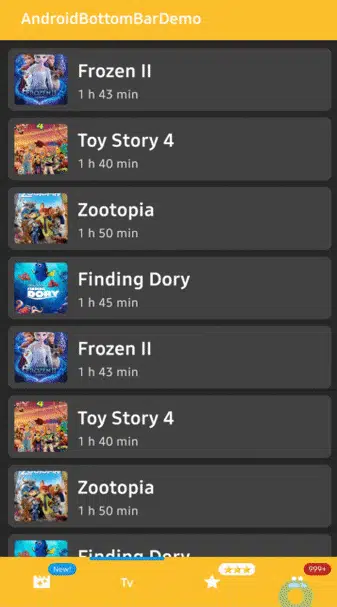 AndroidBottomBarDemo
Frozen II
1 h 43 min
Toy Story 4
1 h 40 min
Zootopia
1 h 50 min
Finding Dory
1 h 45 min
DORY
Frozen II
1 h 43 min
Toy Story 4
1 h 40 min
Zootopia
1 h 50 min
Finding Dory
New!
999+
Tv